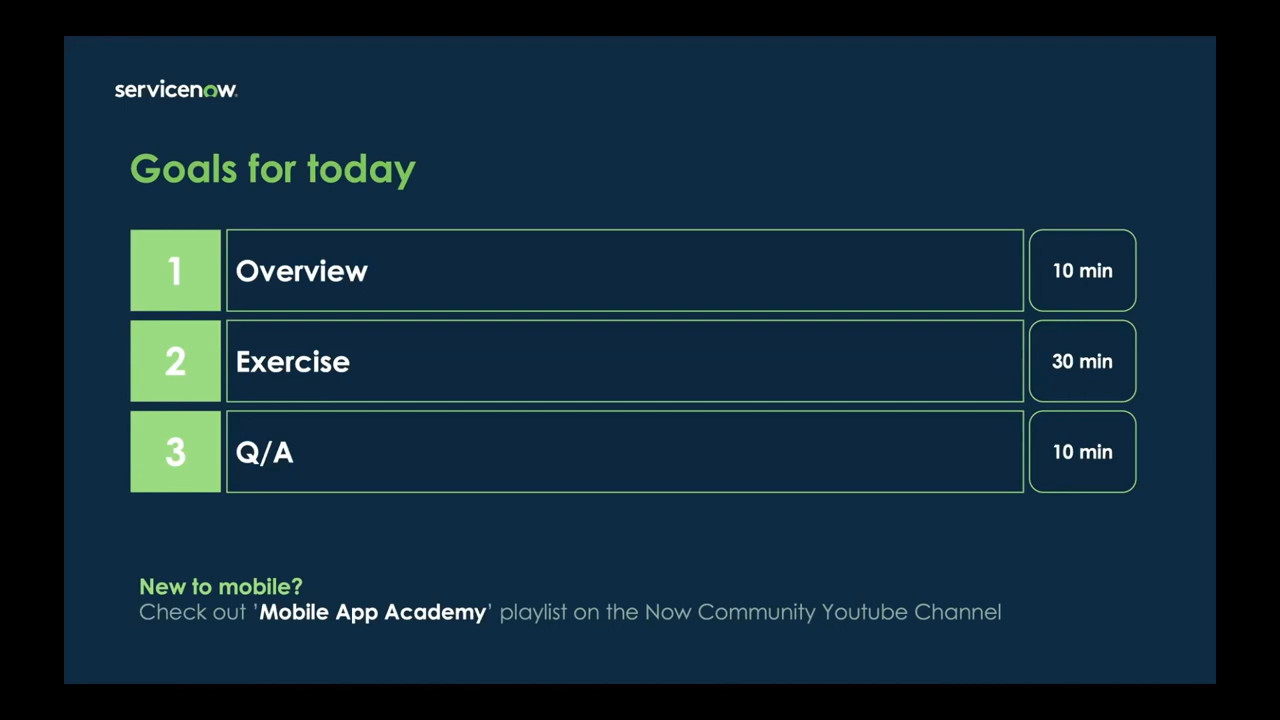 servicenow
Goals for today
1 Overview 10 min
2 Exercise 30 min
3 Q/A 10 min
New to mobile?
Check out ’Mobile App Academy’ playlist on the Now Community Youtube Channel